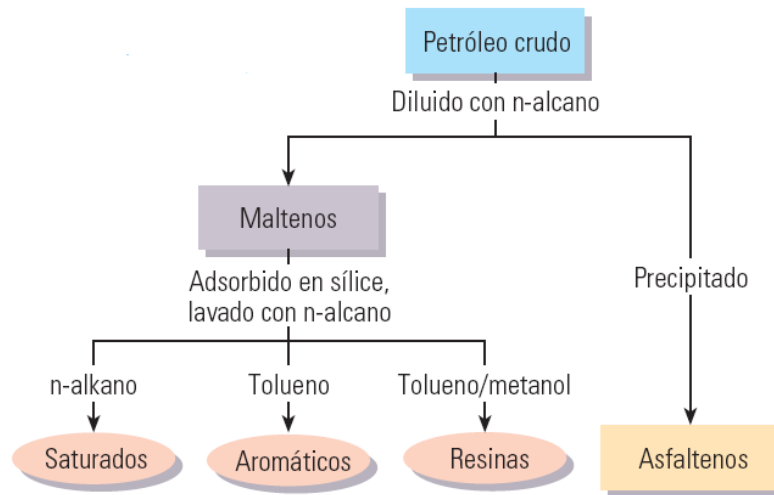 Petróleo crudo
Diluido con n-alcano
Maltenos
Adsorbido en sílice,
lavado con n-alcano
Precipitado
n-alkano
Tolueno
Tolueno/metanol
Saturados
Aromáticos
Resinas
Asfaltenos